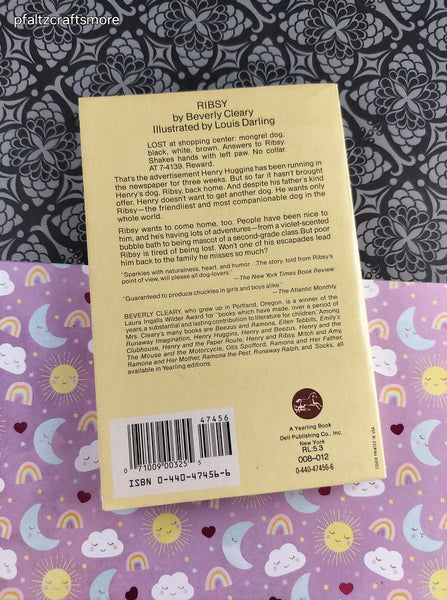 pfaltzcraftsmore
RIBSY
by Beverly Cleary
Illustrated by Louis Darling
LOST at shopping center: mongrel dog,
black, white, brown. Answers to Ribsy.
Shakes hands with left paw. No collar.
AT 7-4139. Reward.
That's the advertisement Henry Huggins has been running in
the newspaper for three weeks. But so far it hasn't brought
Henry's dog, Ribsy, back home. And despite his father's kind
offer, Henry doesn't want to get another dog. He wants only
Ribsy—the friendliest and most companionable dog in the
whole world.
Ribsy wants to come home, too. People have been nice to
him, and he's having lots of adventures—from a violet-scented
bubble bath to being mascot of a second-grade class. But poor
Ribsy is tired of being lost. Won't one of his escapades lead
him back to the family he misses so much?
"Sparkles with naturalness, heart, and humor. . .The story, told from Ribsy's
point of view, will please all dog-lovers."
—The New York Times Book Review
"Guaranteed to produce chuckles in girls and boys alike."
—The Atlantic Monthly
BEVERLY CLEARY, who grew up in Portland, Oregon, is a winner of the
Laura Ingalls Wilder Award for "books which have made, over a period of
years, a substantial and lasting contribution to literature for children." Among
Mrs. Cleary's many books are Beezus and Ramona, Ellen Tebbits, Emily's
Runaway Imagination, Henry Huggins, Henry and Beezus, Henry and the
Clubhouse, Henry and the Paper Route, Henry and Ribsy, Mitch and Amy,
The Mouse and the Motorcycle, Otis Spofford, Ramona and Her Father,
Ramona and Her Mother, Ramona the Pest, Runaway Ralph, and Socks, all
available in Yearling editions.
47456
0 71009 00325 5
ISBN 0-440-47456-6
A Yearling Book
Dell Publishing Co., Inc.
New York
RL: 5.3
008-012
0-440-47456-6
COVER PRINTED IN USA